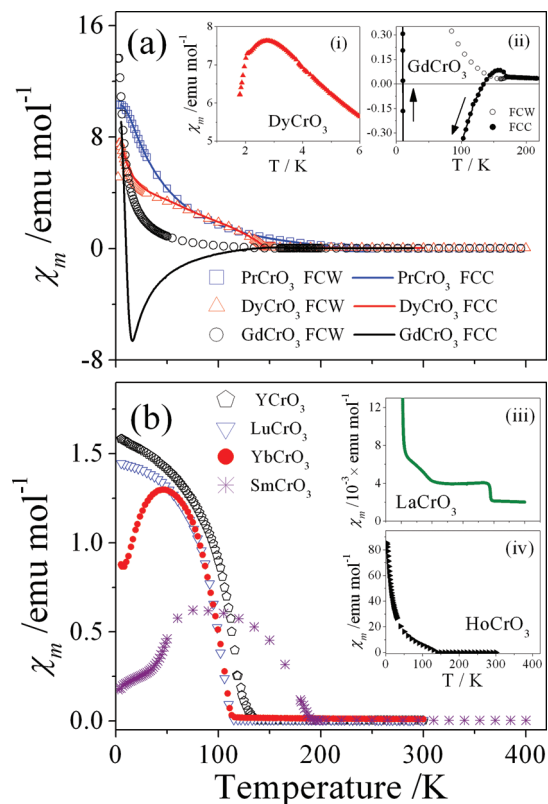 (a)
χm /emu mol-1
16
8
0
-8
(i)
χm /emu mol-1
8
7
6
5
2
4
6
DyCrO3
T / K
(ii)
GdCrO3
0.30
0.15
0.00
-0.15
-0.30
0
100
200
FCW
FCC
T / K
PrCrO3 FCW
PrCrO3 FCC
DyCrO3 FCW
DyCrO3 FCC
GdCrO3 FCW
GdCrO3 FCC
(b)
χm /emu mol-1
1.5
1.0
0.5
0.0
YCrO3
LuCrO3
YbCrO3
SmCrO3
(iii)
χm /10-3× emu mol-1
12
8
4
0
LaCrO3
(iv)
χm /emu mol-1
80
60
40
20
0
HoCrO3
0
100
200
300
400
T / K
0
100
200
300
400
Temperature /K